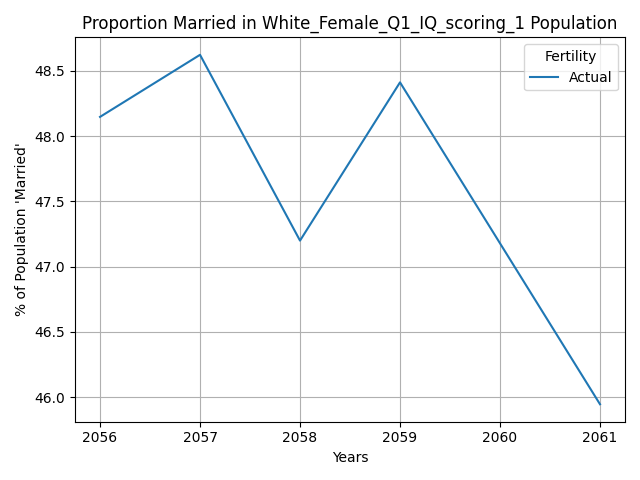 Proportion Married in White_Female_Q1_IQ_scoring_1 Population
Fertility
Actual
% of Population 'Married'
48.5
48.0
47.5
47.0
46.5
46.0
2056 2057 2058 2059 2060 2061
Years